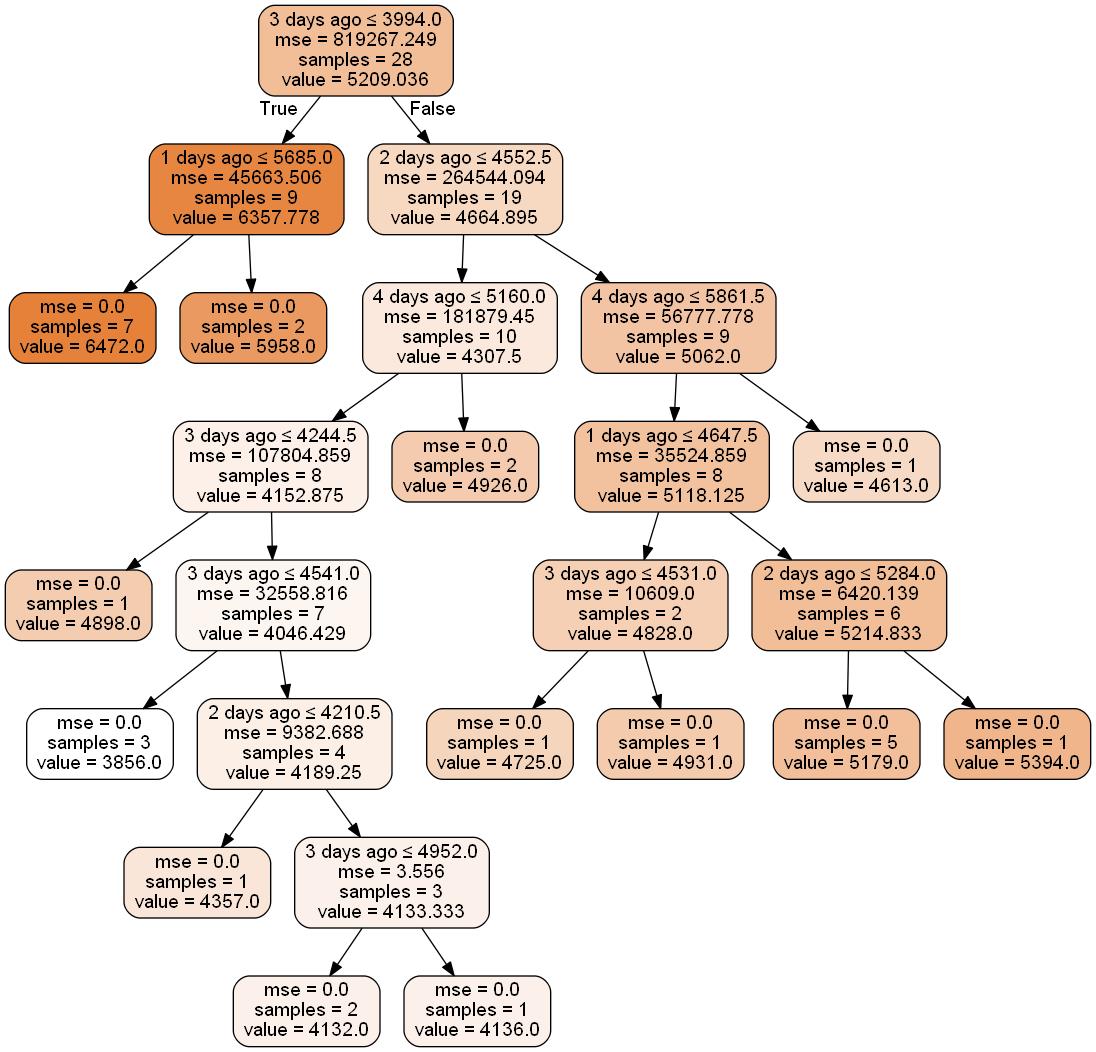 3 days ago ≤ 3994.0
mse = 819267.249
samples = 28
value = 5209.036
True
False
1 days ago ≤ 5685.0
mse = 45663.506
samples = 9
value = 6357.778
2 days ago ≤ 4552.5
mse = 264544.094
samples = 19
value = 4664.895
mse = 0.0
samples = 7
value = 6472.0
mse = 0.0
samples = 2
value = 5958.0
4 days ago ≤ 5160.0
mse = 181879.45
samples = 10
value = 4307.5
4 days ago ≤ 5861.5
mse = 56777.778
samples = 9
value = 5062.0
3 days ago ≤ 4244.5
mse = 107804.859
samples = 8
value = 4152.875
mse = 0.0
samples = 2
value = 4926.0
1 days ago ≤ 4647.5
mse = 35524.859
samples = 8
value = 5118.125
mse = 0.0
samples = 1
value = 4613.0
mse = 0.0
samples = 1
value = 4898.0
3 days ago ≤ 4541.0
mse = 32558.816
samples = 7
value = 4046.429
3 days ago ≤ 4531.0
mse = 10609.0
samples = 2
value = 4828.0
2 days ago ≤ 5284.0
mse = 6420.139
samples = 6
value = 5214.833
mse = 0.0
samples = 3
value = 3856.0
2 days ago ≤ 4210.5
mse = 9382.688
samples = 4
value = 4189.25
mse = 0.0
samples = 1
value = 4725.0
mse = 0.0
samples = 1
value = 4931.0
mse = 0.0
samples = 5
value = 5179.0
mse = 0.0
samples = 1
value = 5394.0
mse = 0.0
samples = 1
value = 4357.0
3 days ago ≤ 4952.0
mse = 3.556
samples = 3
value = 4133.333
mse = 0.0
samples = 2
value = 4132.0
mse = 0.0
samples = 1
value = 4136.0